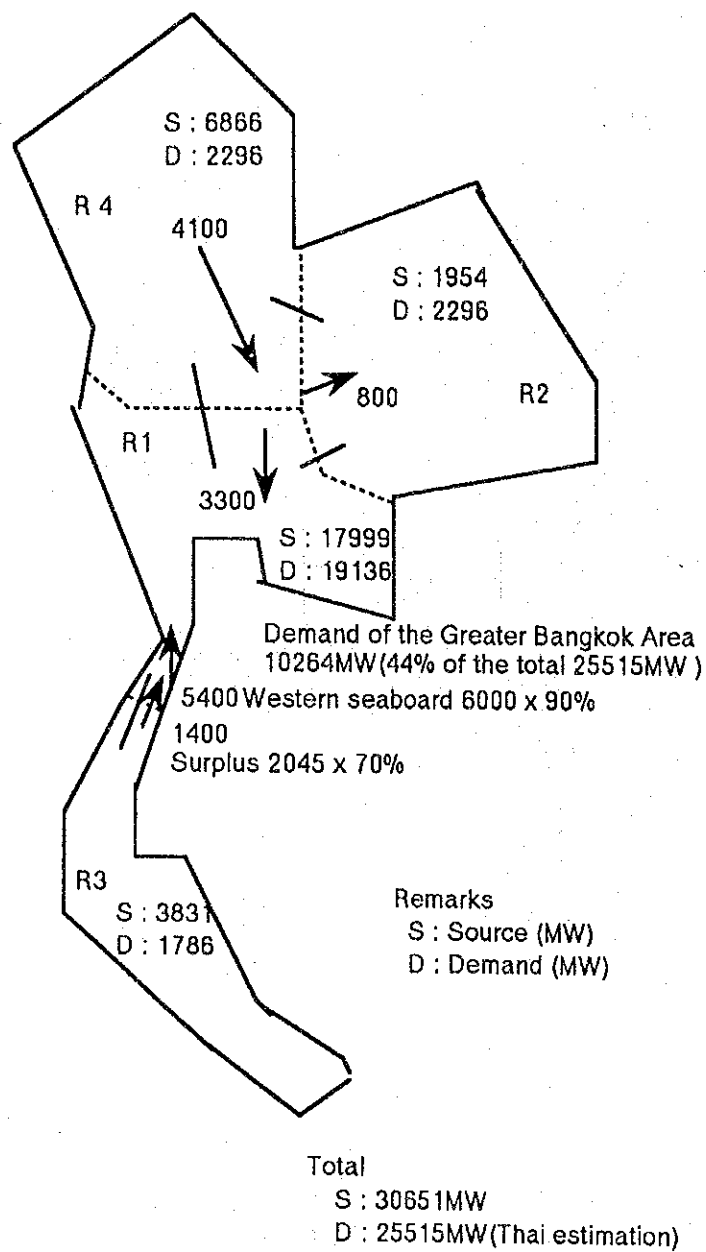 S : 6866
D : 2296
R 4
4100
S : 1954
D : 2296
800
R2
R1
3300
S : 17999
D : 19136
Demand of the Greater Bangkok Area
10264MW(44% of the total 25515MW )
5400 Western seaboard 6000 x 90%
1400
Surplus 2045 x 70%
R3
S : 3831
D : 1786
Remarks
S : Source (MW)
D : Demand (MW)
Total
S : 30651MW
D : 25515MW(Thai estimation)